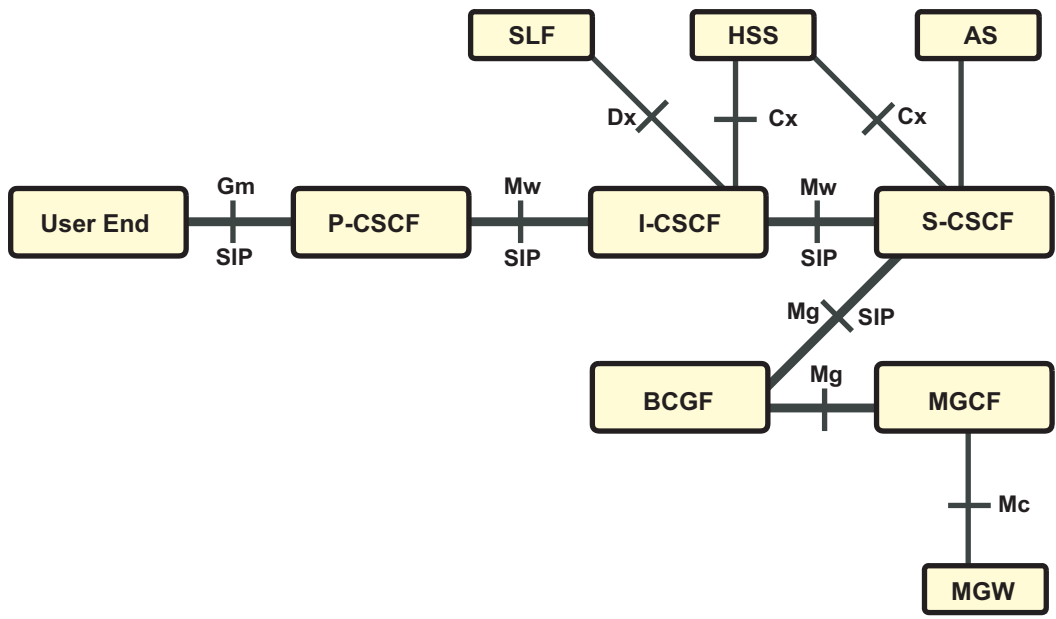 SLF
HSS
AS
Dx
Cx
Cx
Gm
Mw
Mw
User End
P-CSCF
I-CSCF
S-CSCF
SIP
SIP
SIP
Mg
SIP
Mg
BCGF
MGCF
Mc
MGW